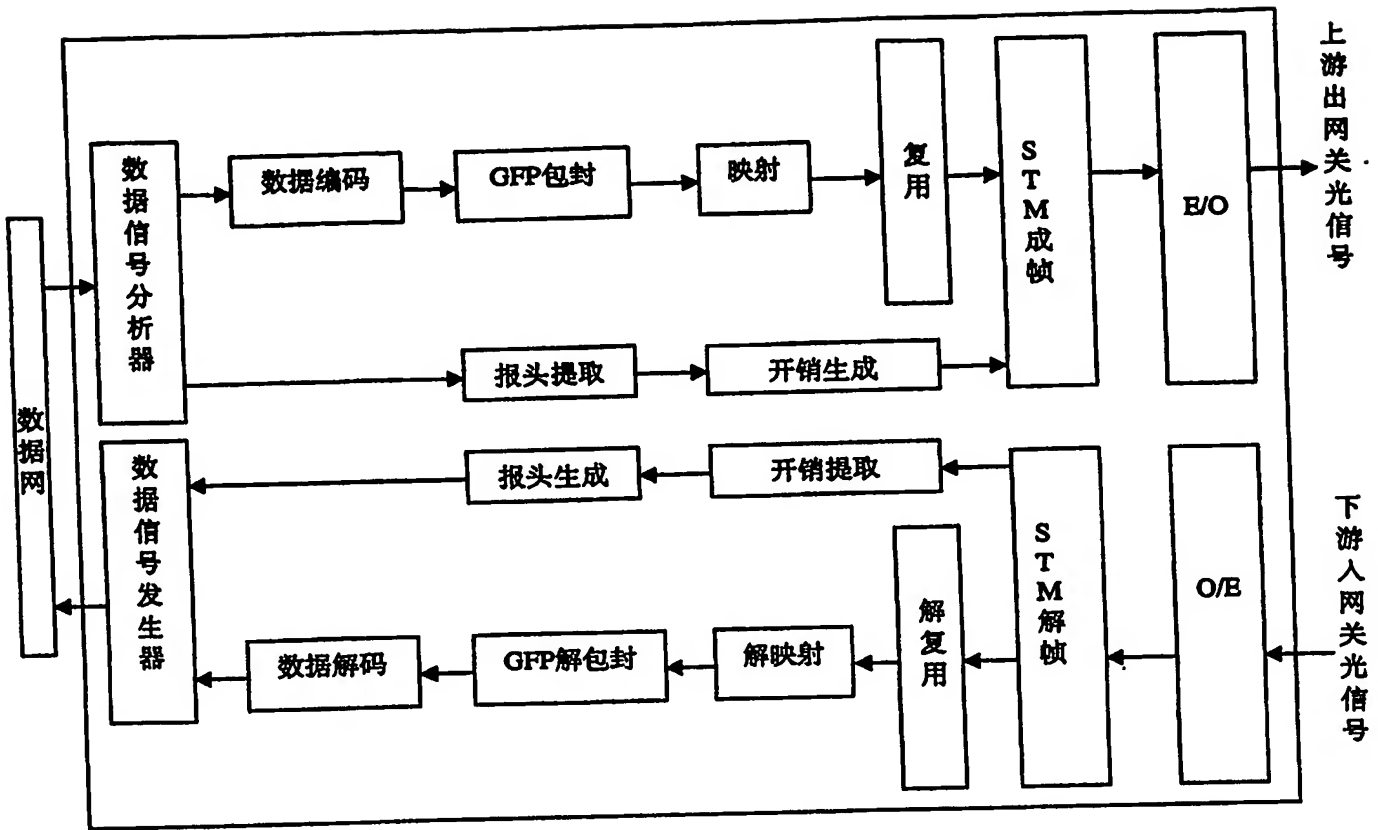 数据网
数据信号分析器
数据编码
GFP包封
映射
复用
STM成帧
E/O
上游出网关光信号
报头提取
开销生成
数据信号发生器
报头生成
开销提取
STM解帧
O/E
下游入网关光信号
解复用
解映射
GFP解包封
数据解码